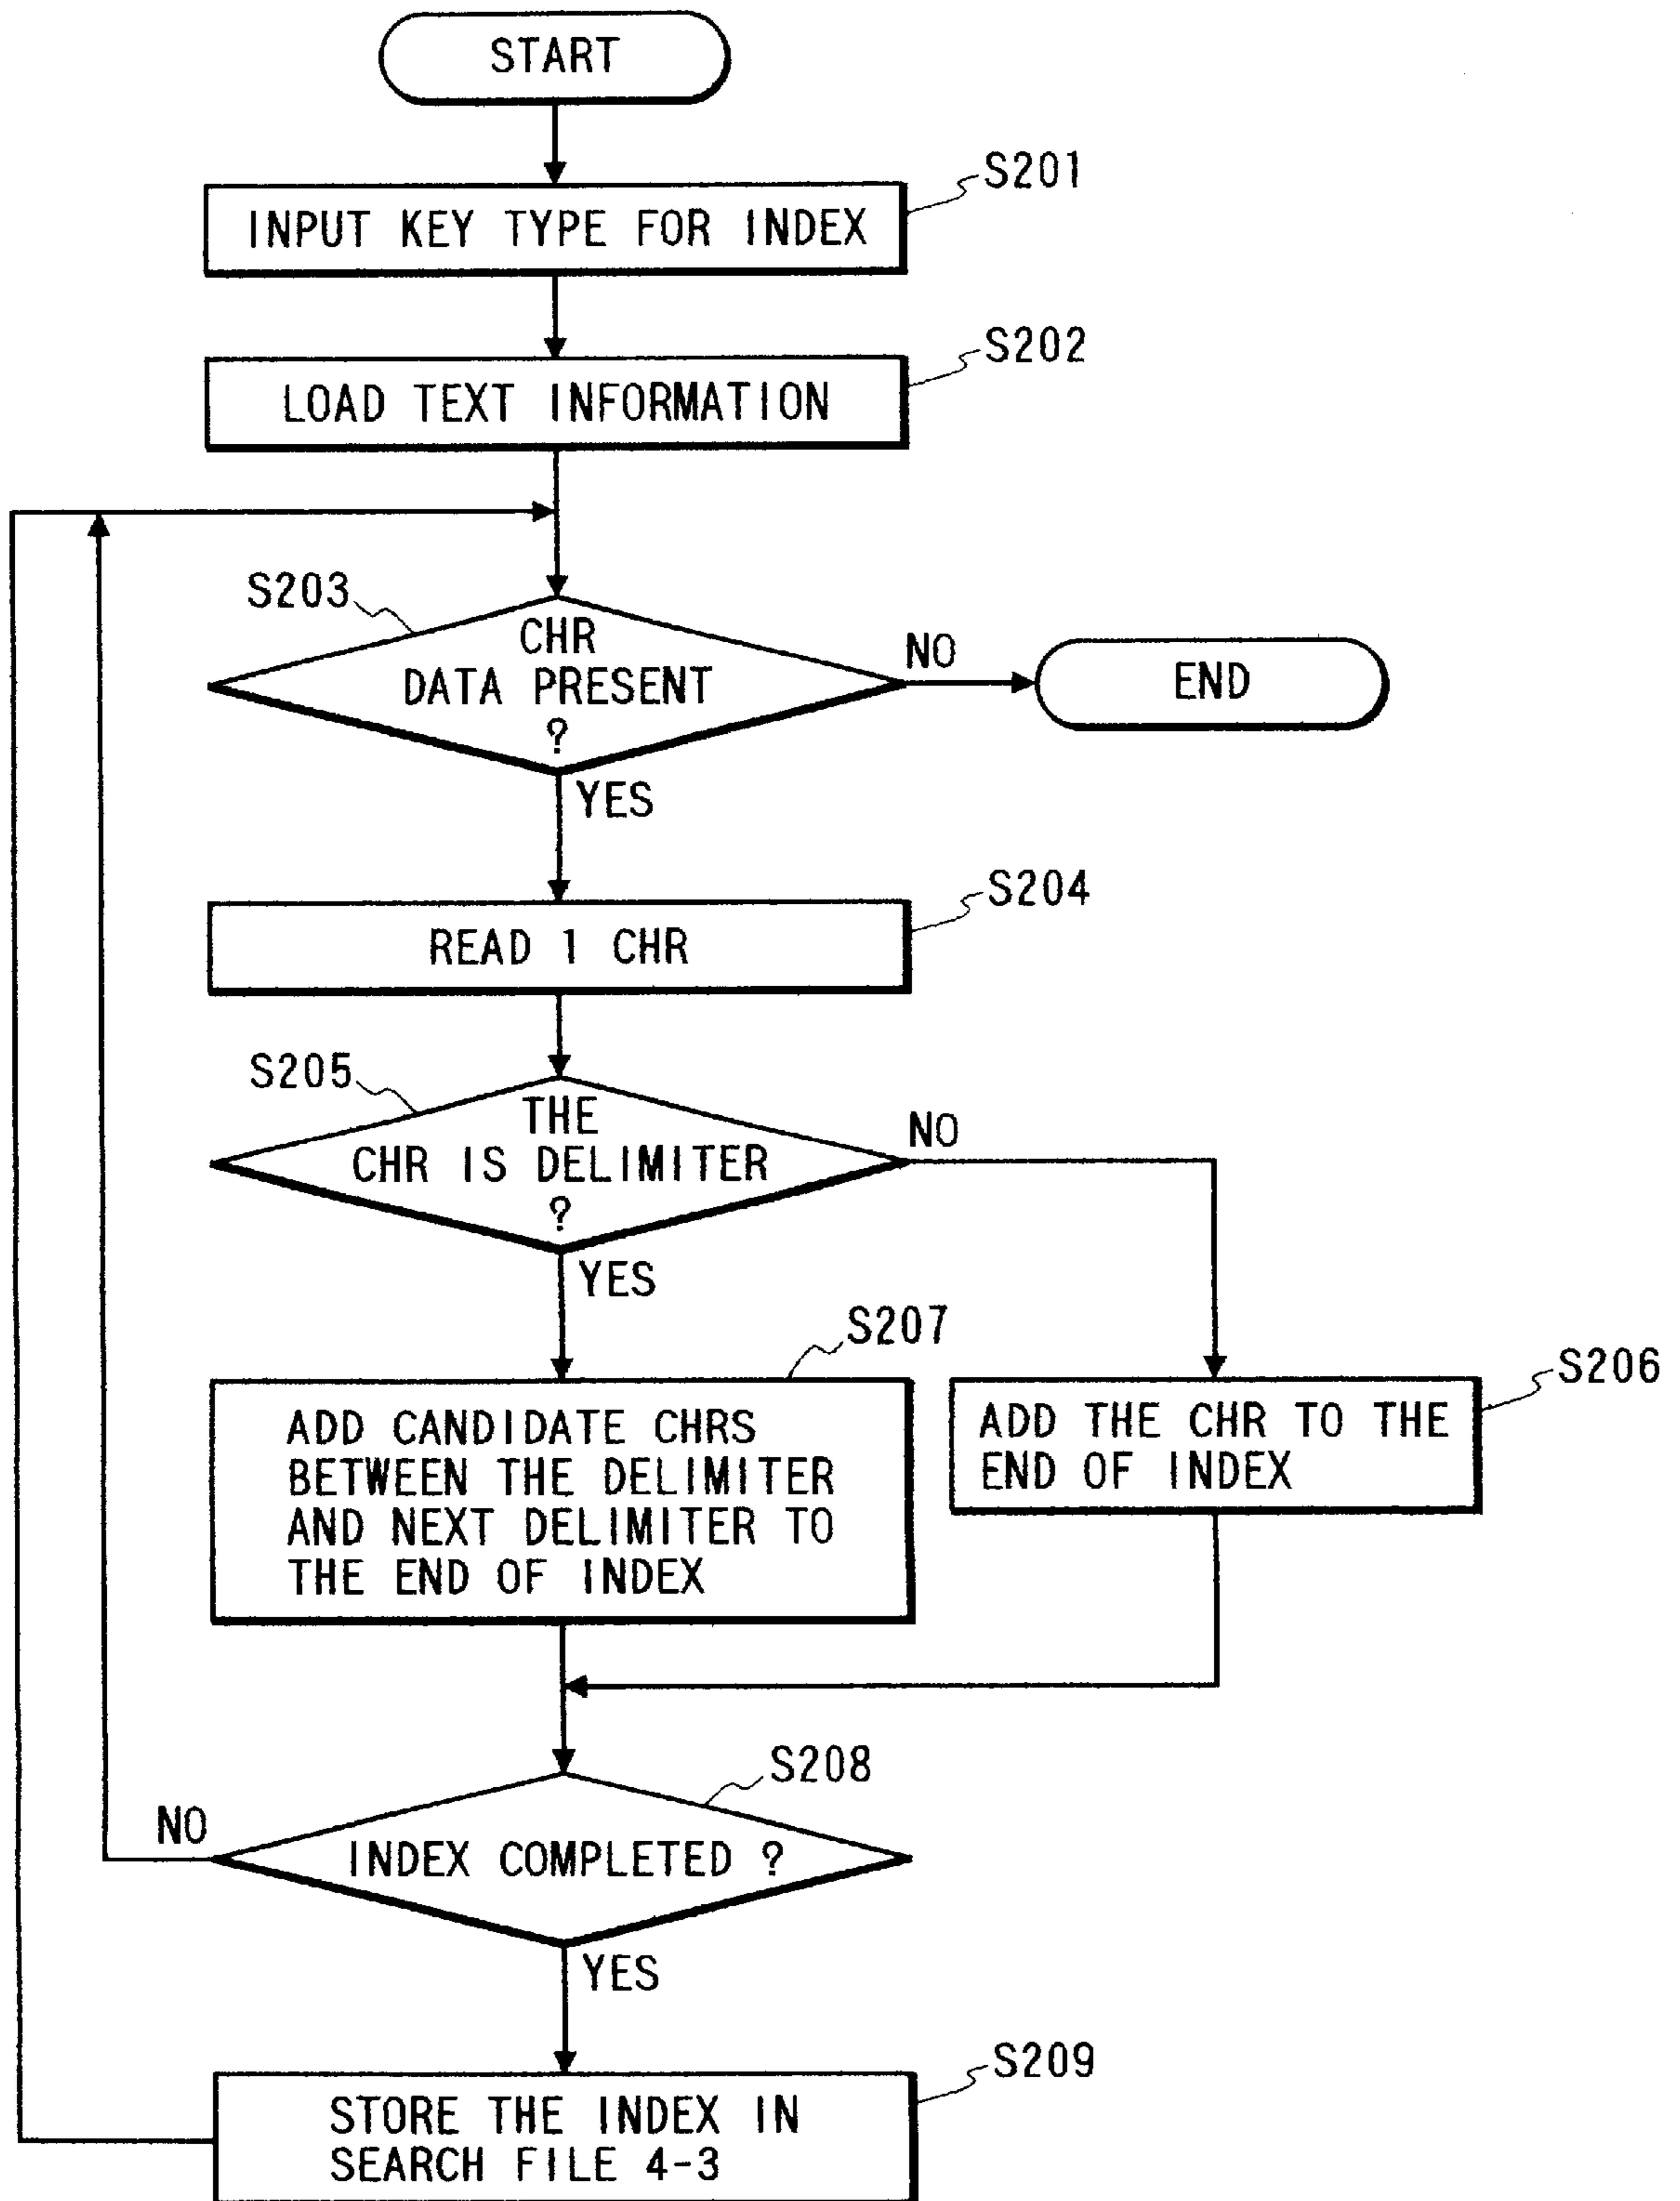 START
S201
INPUT KEY TYPE FOR INDEX
S202
LOAD TEXT INFORMATION
S203
CHR
DATA PRESENT
?
NO
END
YES
S204
READ 1 CHR
S205
THE
CHR IS DELIMITER
?
NO
YES
S207
ADD CANDIDATE CHRS
BETWEEN THE DELIMITER
AND NEXT DELIMITER TO
THE END OF INDEX
S206
ADD THE CHR TO THE
END OF INDEX
S208
NO
INDEX COMPLETED ?
YES
S209
STORE THE INDEX IN
SEARCH FILE 4-3